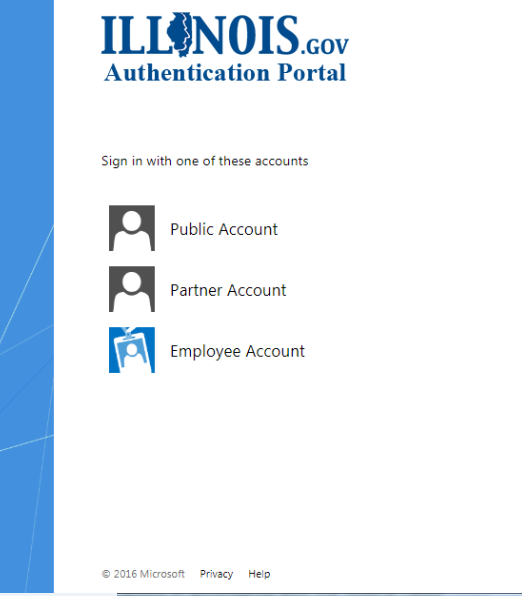 ILLINOIS.GOV
Authentication Portal
Sign in with one of these accounts
Public Account
Partner Account
Employee Account
© 2016 Microsoft Privacy Help